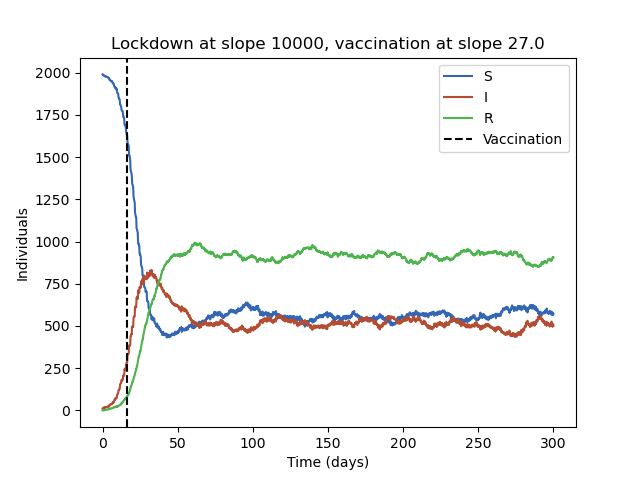 Lockdown at slope 10000, vaccination at slope 27.0
S
I
R
Vaccination
2000
1750
1500
1250
1000
750
500
250
0
Individuals
0 50 100 150 200 250 300
Time (days)